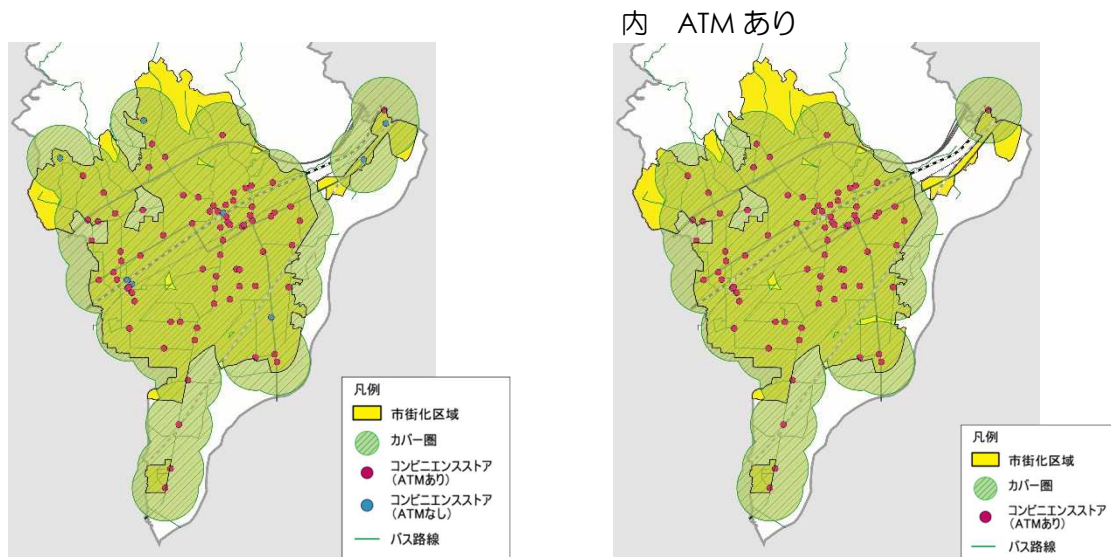 内　ATM あり
凡例
市街化区域
カバー圏
コンビニエンスストア
（ATMあり）
コンビニエンスストア
（ATMなし）
バス路線
凡例
市街化区域
カバー圏
コンビニエンスストア
（ATMあり）
バス路線